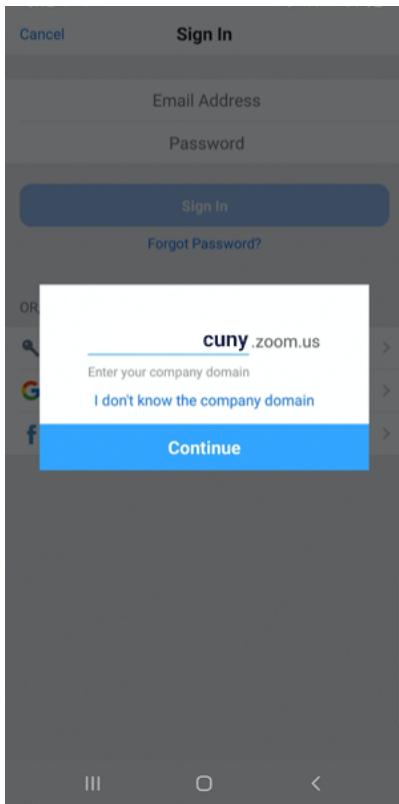 Cancel Sign In
Email Address
Password
Sign In
Forgot Password?
OR
cuny.zoom.us
Enter your company domain
I don't know the company domain
Continue